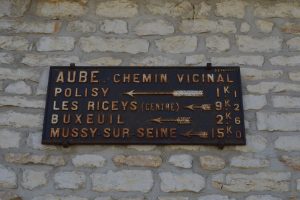 AUBE. CHEMIN VICINAL
POLISY 1K1
LES RICEYS (CENTRE) 9K2
BUXEUIL 2K6
MUSSY-SUR-SEINE 15K0